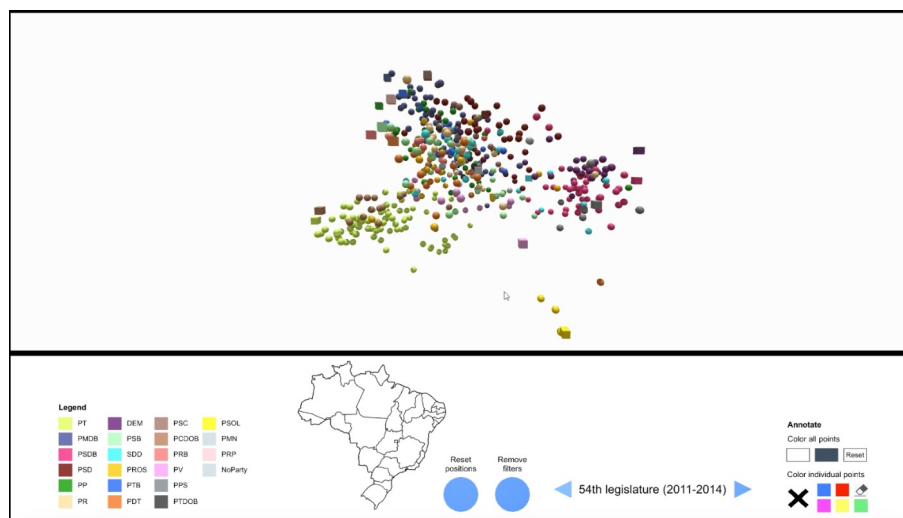 Legend
PT DEM PSC PSOL
PMDB PSB PCDOB PMN
PSDB SDD PRB PRP
PSD PROS PV NoParty
PP PTB PPS
PR PDT PTDOB
Reset positions
Remove filters
54th legislature (2011-2014)
Annotate
Color all points
Reset
Color individual points